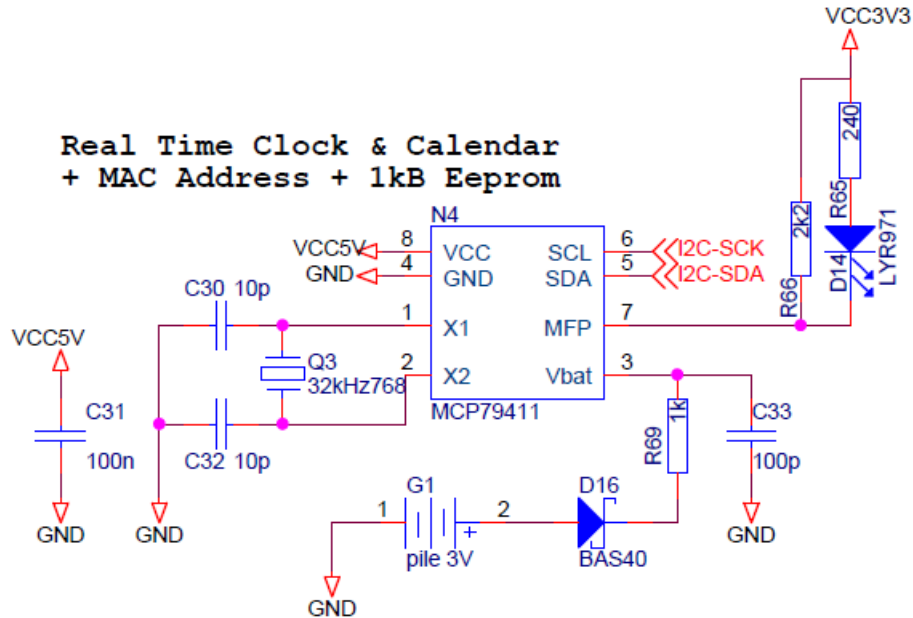 VCC3V3
Real Time Clock & Calendar
+ MAC Address + 1kB Eeprom
240
R65
2k2
R66
D14
LYR971
N4
VCC5V
8
VCC
SCL
6
I2C-SCK
GND
4
GND
SDA
5
I2C-SDA
C30 10p
1
X1
MFP
7
VCC5V
Q3
32kHz768
2
X2
Vbat
3
MCP79411
C31
100n
C32 10p
R69
1k
C33
100p
G1
D16
1
2
+
pile 3V
BAS40
GND
GND
GND
GND